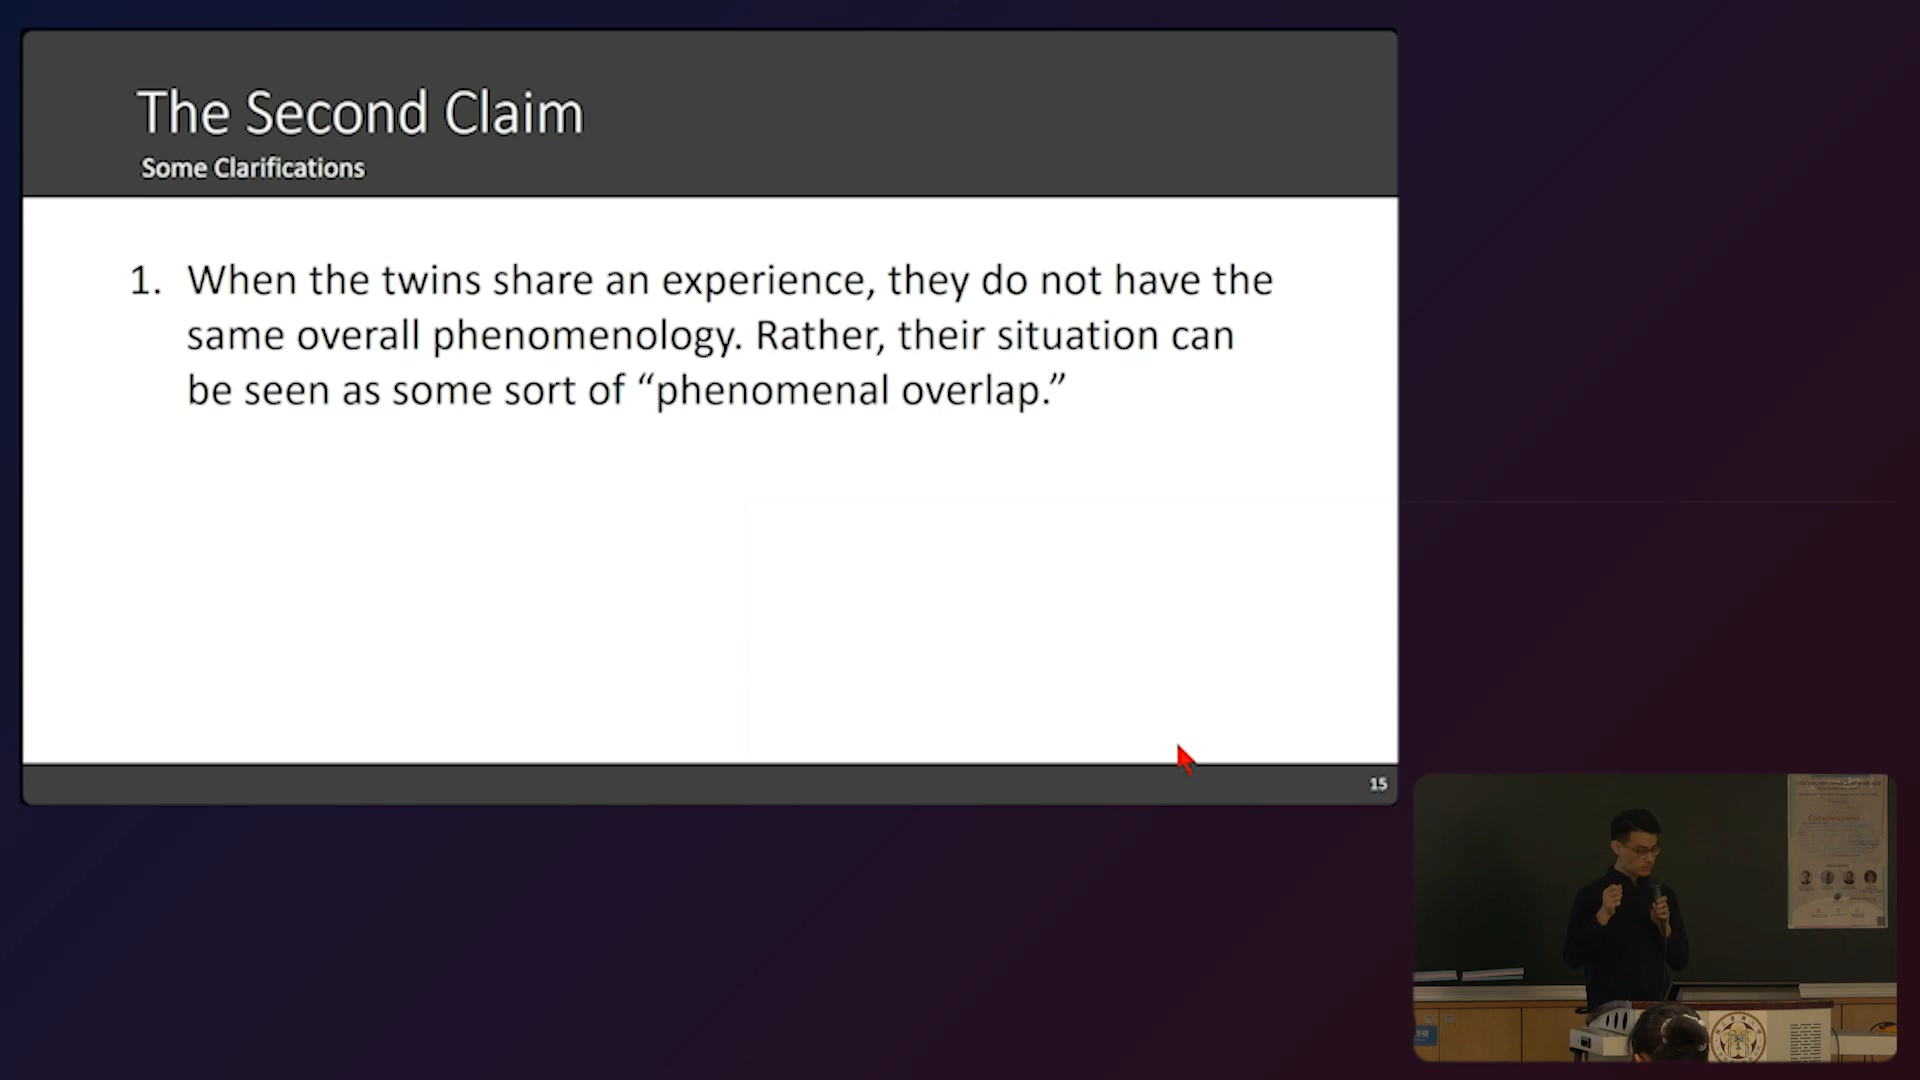 The Second Claim
Some Clarifications
1. When the twins share an experience, they do not have the
same overall phenomenology. Rather, their situation can
be seen as some sort of “phenomenal overlap.”
15
Consciousness